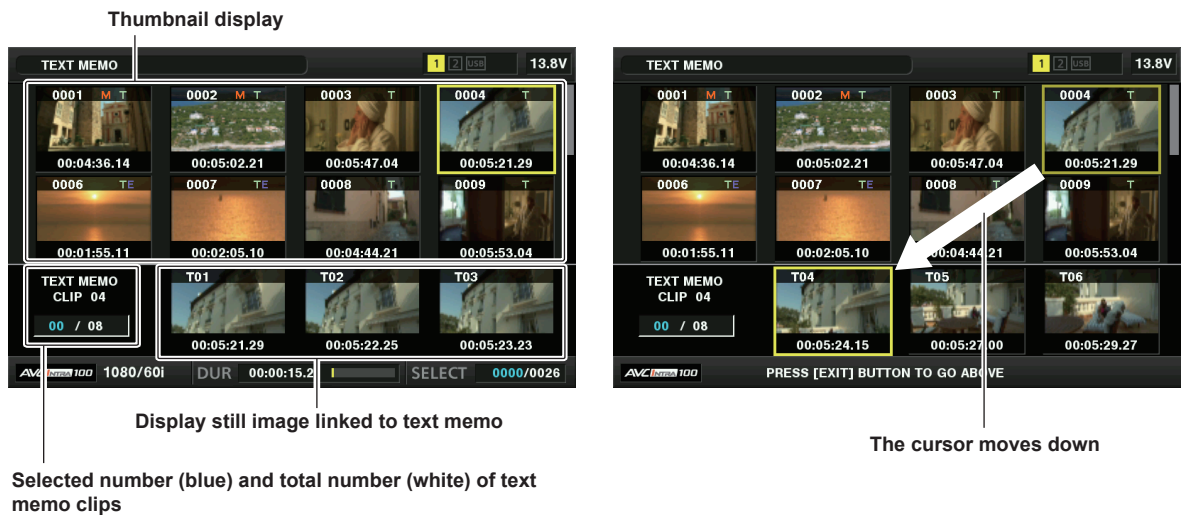 Thumbnail display
TEXT MEMO
1 2 USB 13.8V
0001 M T
0002 M T
0003 T
0004 T
00:04:36.14
00:05:02.21
00:05:47.04
00:05:21.29
0006 TE
0007 TE
0008 T
0009 T
00:01:55.11
00:02:05.10
00:04:44.21
00:05:53.04
TEXT MEMO
CLIP 04
00 / 08
T01
T02
T03
00:05:21.29
00:05:22.25
00:05:23.23
AVC INTRA 100 1080/60i DUR 00:00:15.2 SELECT 0000/0026
Display still image linked to text memo
Selected number (blue) and total number (white) of text
memo clips
TEXT MEMO
1 2 USB 13.8V
0001 M T
0002 M T
0003 T
0004 T
00:04:36.14
00:05:02.21
00:05:47.04
00:05:21.29
0006 TE
0007 TE
0008 T
0009 T
00:01:55.11
00:02:05.10
00:04:44.21
00:05:53.04
TEXT MEMO
CLIP 04
00 / 08
T04
T05
T06
00:05:24.15
00:05:27.00
00:05:29.27
AVC INTRA 100 PRESS [EXIT] BUTTON TO GO ABOVE
The cursor moves down